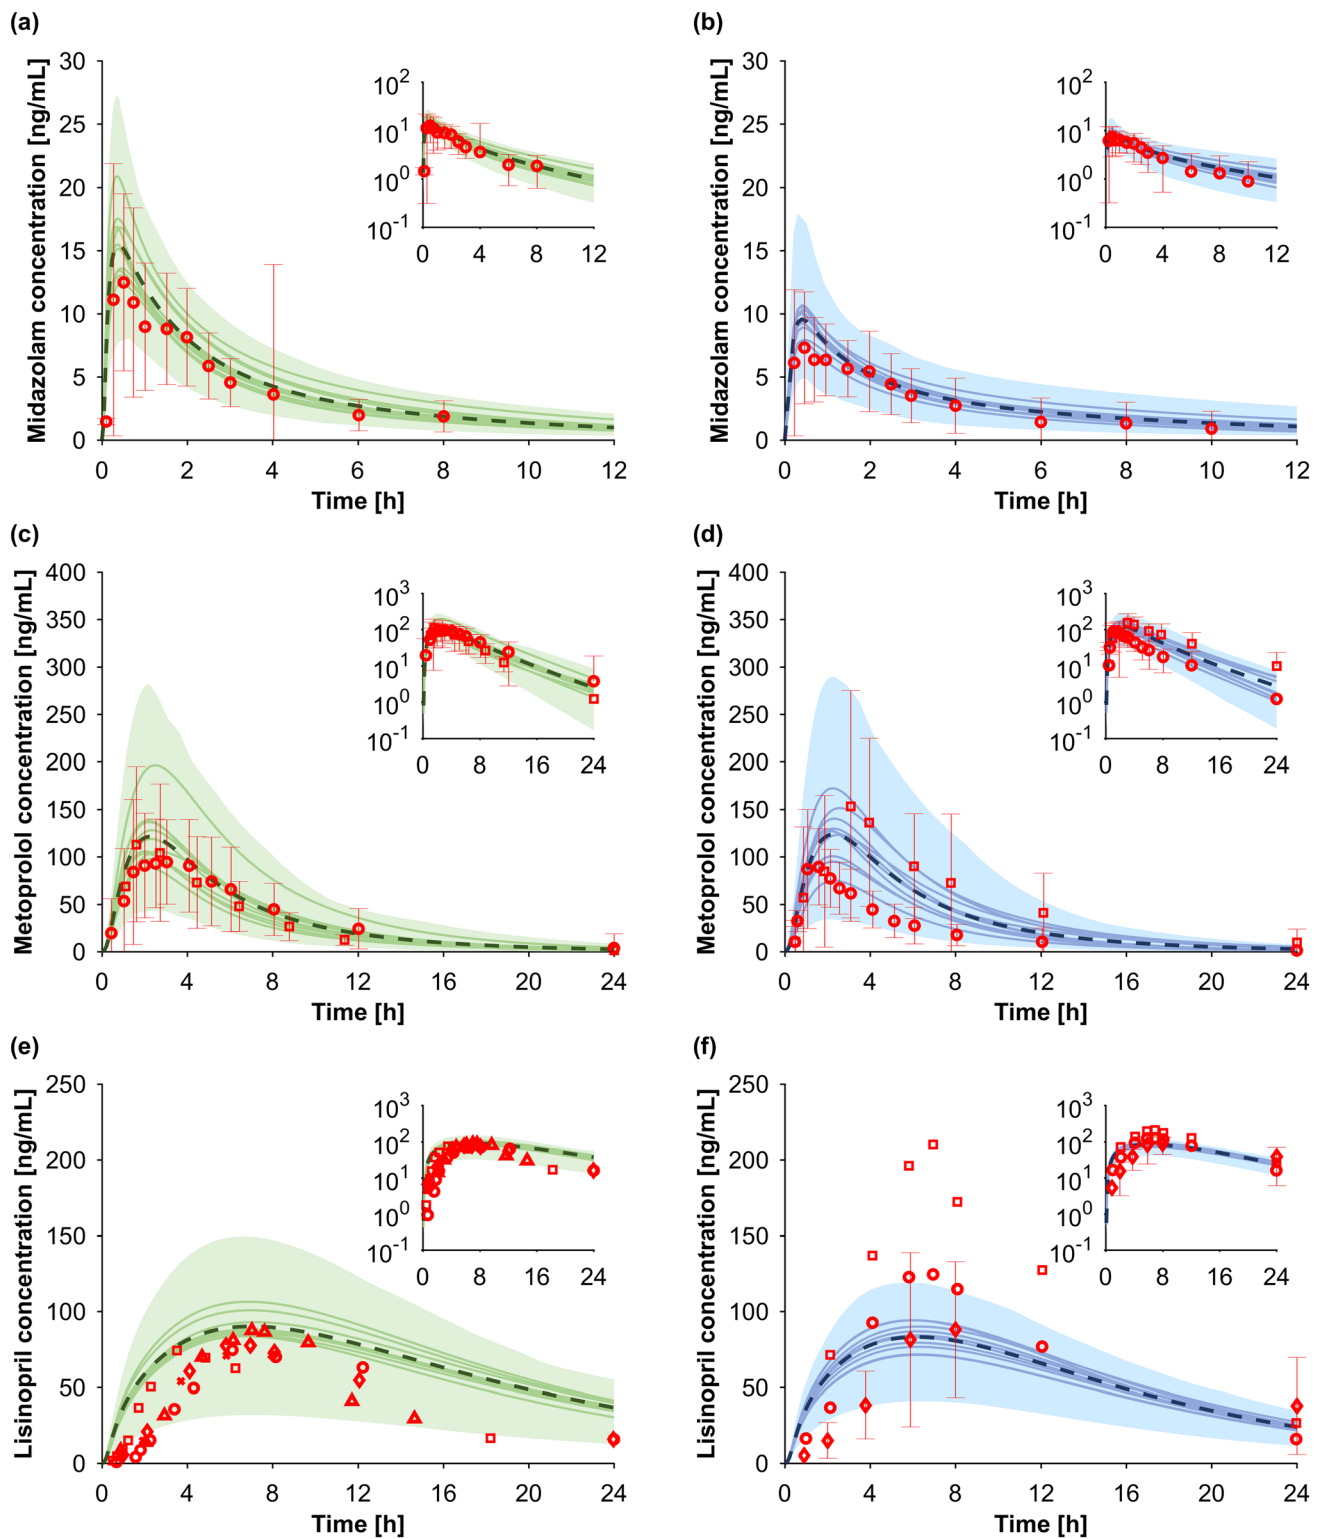 (a)
(b)
Midazolam concentration [ng/mL]
30
25
20
15
10
5
0
0 2 4 6 8 10 12
Time [h]
10²
10¹
10⁰
10⁻¹
0 4 8 12
Midazolam concentration [ng/mL]
30
25
20
15
10
5
0
0 2 4 6 8 10 12
Time [h]
10²
10¹
10⁰
10⁻¹
0 4 8 12
(c)
(d)
Metoprolol concentration [ng/mL]
400
350
300
250
200
150
100
50
0
0 4 8 12 16 20 24
Time [h]
10³
10²
10¹
10⁰
10⁻¹
0 8 16 24
Metoprolol concentration [ng/mL]
400
350
300
250
200
150
100
50
0
0 4 8 12 16 20 24
Time [h]
10³
10²
10¹
10⁰
10⁻¹
0 8 16 24
(e)
(f)
Lisinopril concentration [ng/mL]
250
200
150
100
50
0
0 4 8 12 16 20 24
Time [h]
10³
10²
10¹
10⁰
10⁻¹
0 8 16 24
Lisinopril concentration [ng/mL]
250
200
150
100
50
0
0 4 8 12 16 20 24
Time [h]
10³
10²
10¹
10⁰
10⁻¹
0 8 16 24